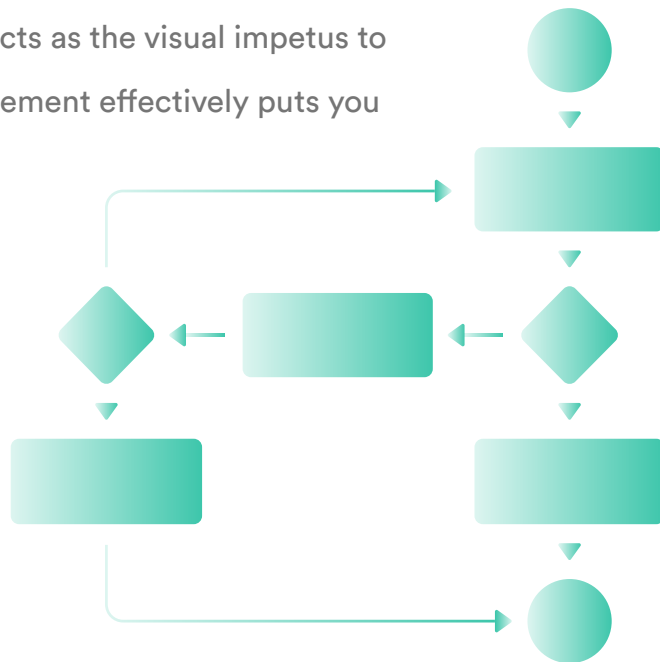 cts as the visual impetus to
ement effectively puts you